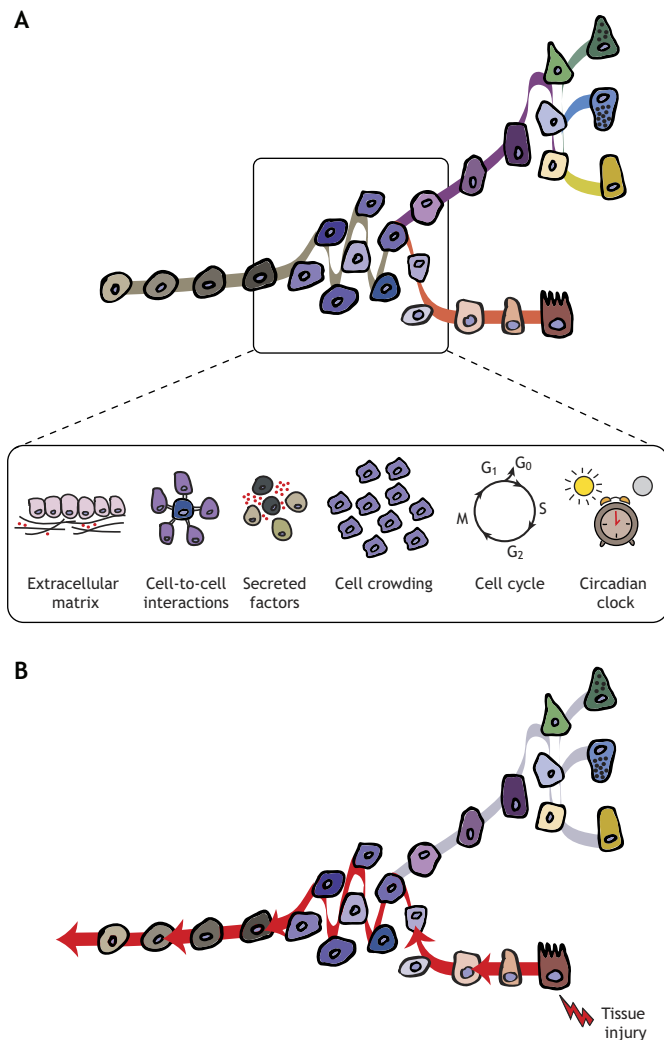 A
G1
G0
M
S
G2
Extracellular
matrix
Cell-to-cell
interactions
Secreted
factors
Cell crowding
Cell cycle
Circadian
clock
B
Tissue
injury